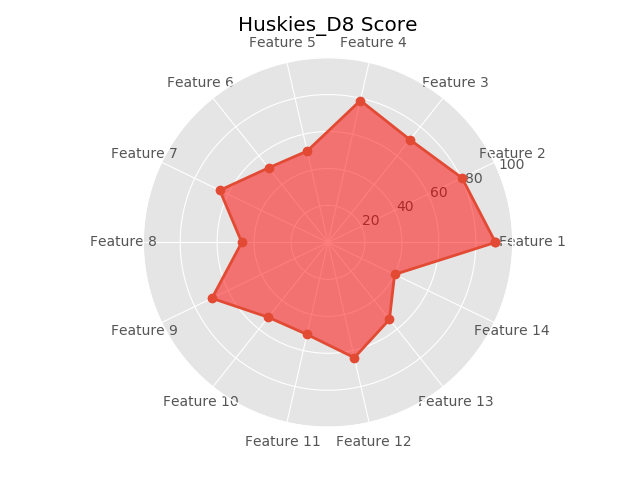 Huskies_D8 Score
Feature 5
Feature 4
Feature 6
Feature 3
Feature 7
Feature 2
100
80
60
40
20
Feature 8
Feature 1
Feature 9
Feature 14
Feature 10
Feature 13
Feature 11
Feature 12